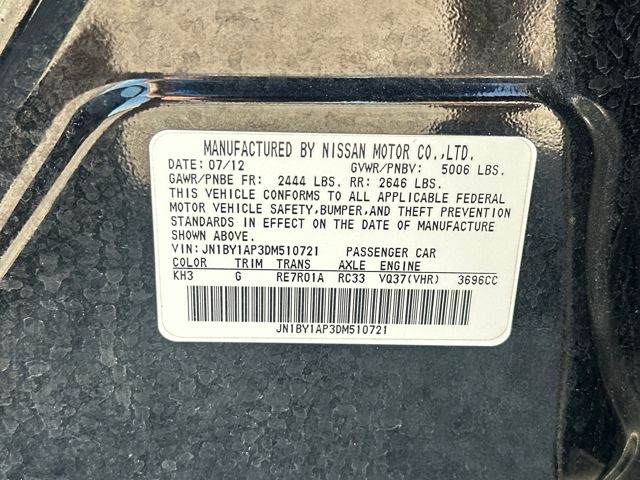 MANUFACTURED BY NISSAN MOTOR CO.,LTD.
DATE: 07/12 GVWR/PNBV: 5006 LBS.
GAWR/PNBE FR: 2444 LBS. RR: 2646 LBS.
THIS VEHICLE CONFORMS TO ALL APPLICABLE FEDERAL
MOTOR VEHICLE SAFETY,BUMPER,AND THEFT PREVENTION
STANDARDS IN EFFECT ON THE DATE OF MANUFACTURE
SHOWN ABOVE.
VIN: JN1BY1AP3DM510721 PASSENGER CAR
COLOR TRIM TRANS AXLE ENGINE
KH3 G RE7R01A RC33 VQ37(VHR) 3696CC
JN1BY1AP3DM510721